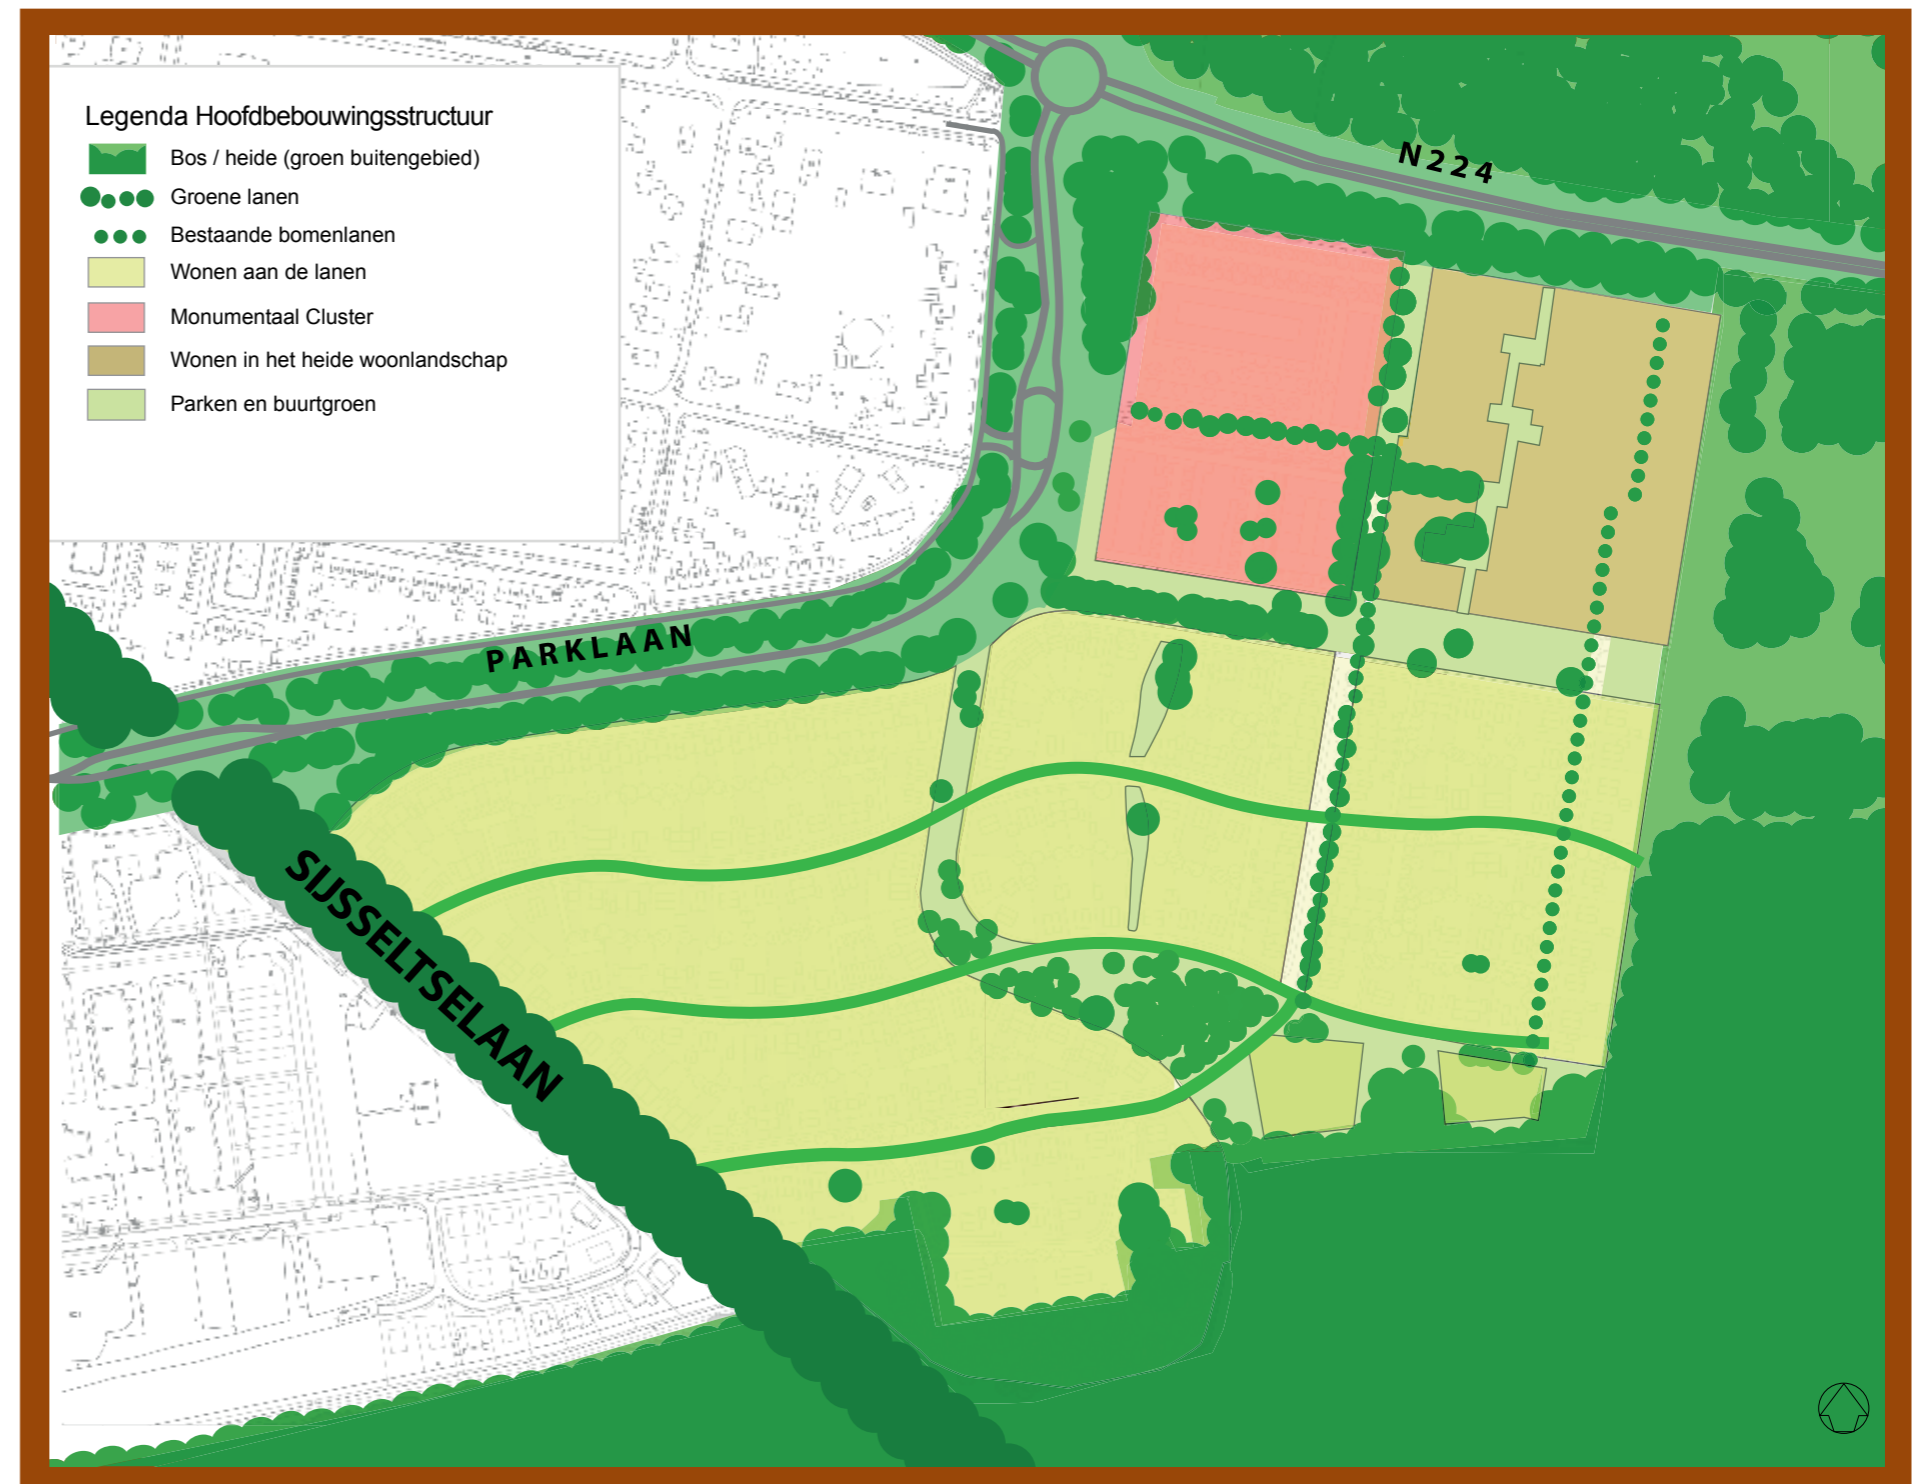 Legenda Hoofdbebouwingsstructuur
Bos / heide (groen buitengebied)
Groene lanen
Bestaande bomenlanen
Wonen aan de lanen
Monumentaal Cluster
Wonen in het heide woonlandschap
Parken en buurtgroen
N224
PARKLAAN
SIJSSELTSELAAN